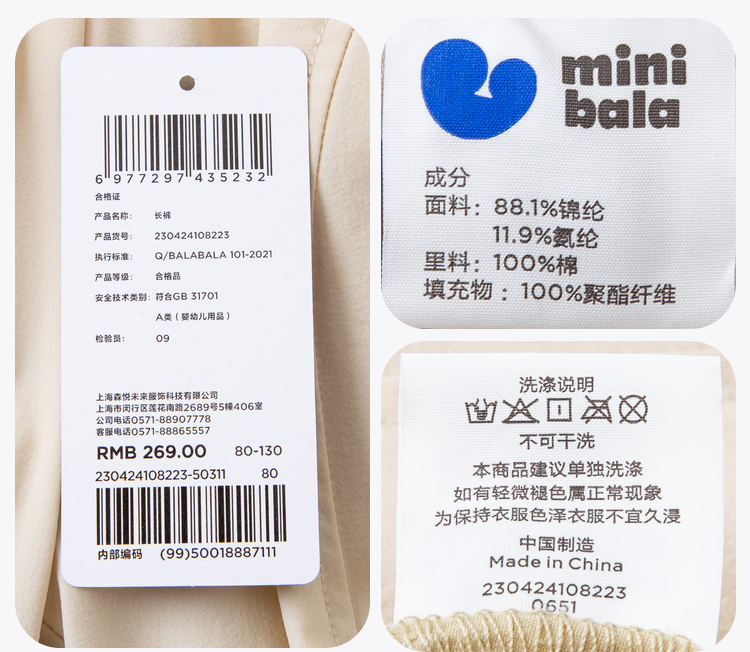 6 977297 435232
合格证
产品名称: 长裤
产品货号: 230424108223
执行标准: Q/BALABALA 101-2021
产品等级: 合格品
安全技术类别: 符合GB 31701
A类（婴幼儿用品）
检验员: 09
上海森悦未来服饰科技有限公司
上海市闵行区莲花南路2689号5幢406室
公司电话0571-88907778
客服电话0571-88865557
RMB 269.00 80-130
230424108223-50311 80
内部编码 (99)50018887111
mini
bala
成分
面料: 88.1%锦纶
11.9%氨纶
里料: 100%棉
填充物: 100%聚酯纤维
洗涤说明
不可干洗
本商品建议单独洗涤
如有轻微褪色属正常现象
为保持衣服色泽衣服不宜久浸
中国制造
Made in China
230424108223
0651